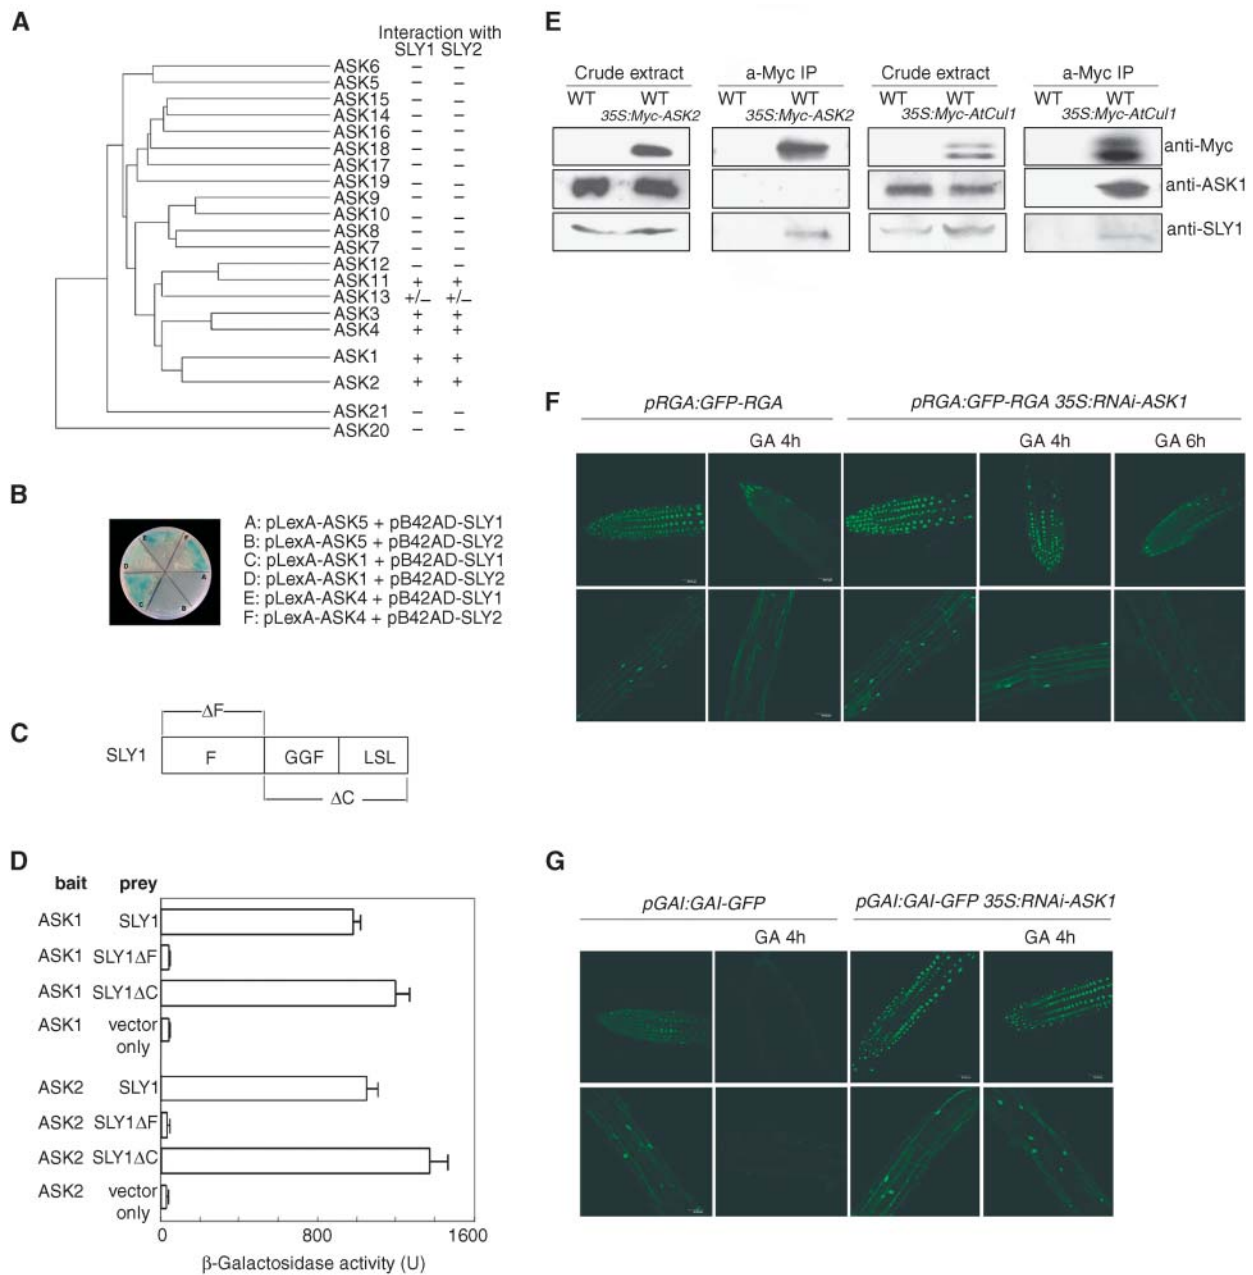 A
Interaction with
SLY1 SLY2
ASK6 – –
ASK5 – –
ASK15 – –
ASK14 – –
ASK16 – –
ASK18 – –
ASK17 – –
ASK19 – –
ASK9 – –
ASK10 – –
ASK8 – –
ASK7 – –
ASK12 – –
ASK11 + +
ASK13 +/– +/–
ASK3 + +
ASK4 + +
ASK1 + +
ASK2 + +
ASK21 – –
ASK20 – –
B
E
F
D
A
C
B
A: pLexA-ASK5 + pB42AD-SLY1
B: pLexA-ASK5 + pB42AD-SLY2
C: pLexA-ASK1 + pB42AD-SLY1
D: pLexA-ASK1 + pB42AD-SLY2
E: pLexA-ASK4 + pB42AD-SLY1
F: pLexA-ASK4 + pB42AD-SLY2
C
ΔF
SLY1 F GGF LSL
ΔC
D
bait prey
ASK1 SLY1
ASK1 SLY1ΔF
ASK1 SLY1ΔC
ASK1 vector
only
ASK2 SLY1
ASK2 SLY1ΔF
ASK2 SLY1ΔC
ASK2 vector
only
0 800 1600
β-Galactosidase activity (U)
E
Crude extract a-Myc IP Crude extract a-Myc IP
WT WT WT WT WT WT WT WT
35S:Myc-ASK2 35S:Myc-ASK2 35S:Myc-AtCul1 35S:Myc-AtCul1
anti-Myc
anti-ASK1
anti-SLY1
F
pRGA:GFP-RGA pRGA:GFP-RGA 35S:RNAi-ASK1
GA 4h GA 4h GA 6h
G
pGAI:GAI-GFP pGAI:GAI-GFP 35S:RNAi-ASK1
GA 4h GA 4h